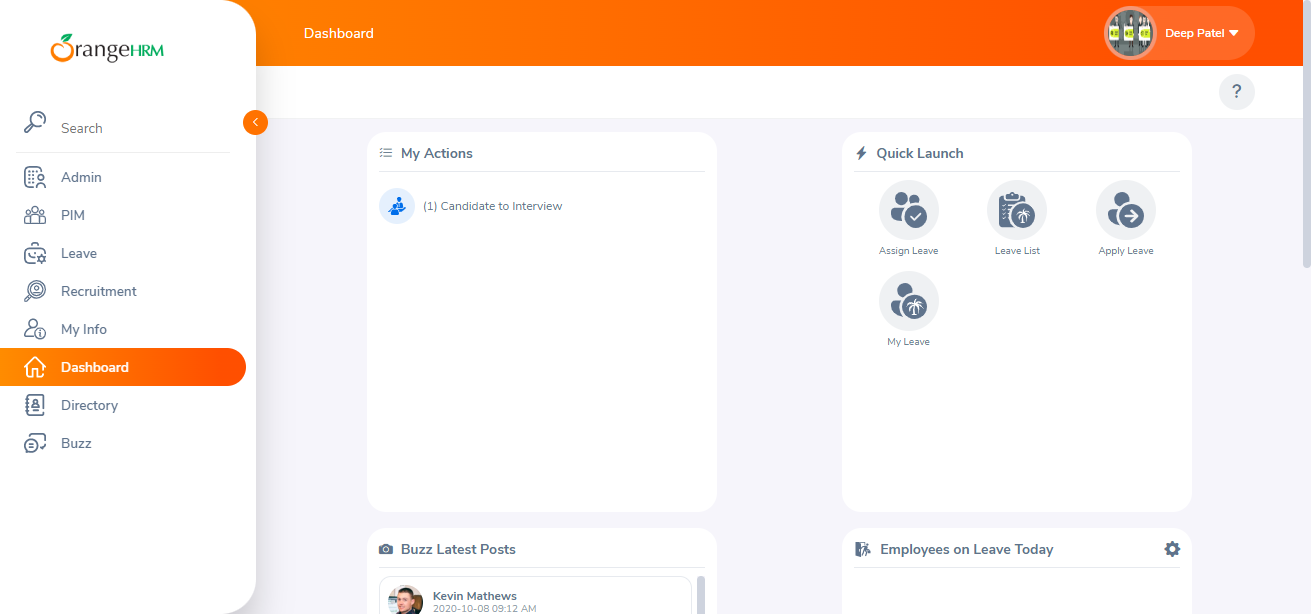 OrangeHRM
Search
Admin
PIM
Leave
Recruitment
My Info
Dashboard
Directory
Buzz
Dashboard
Deep Patel
?
My Actions
(1) Candidate to Interview
Quick Launch
Assign Leave
Leave List
Apply Leave
My Leave
Buzz Latest Posts
Kevin Mathews
2020-10-08 09:12 AM
Employees on Leave Today